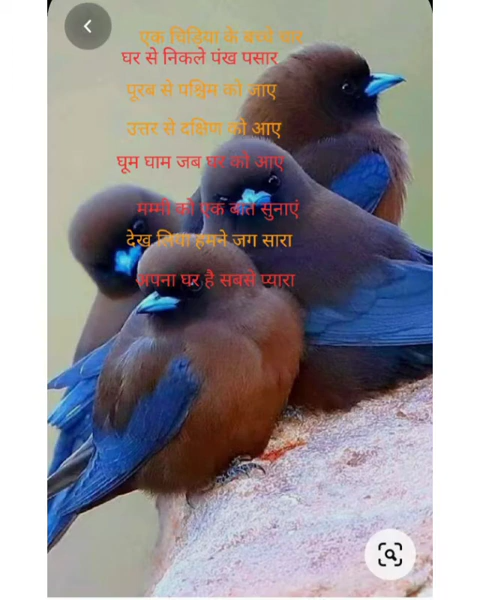 एक चिड़िया के बच्चे चार
घर से निकले पंख पसार
पूरब से पश्चिम को जाए
उत्तर से दक्षिण को आए
घूम घाम जब घर को आए
मम्मी को एक बात सुनाएं
देख लिया हमने जग सारा
अपना घर है सबसे प्यारा